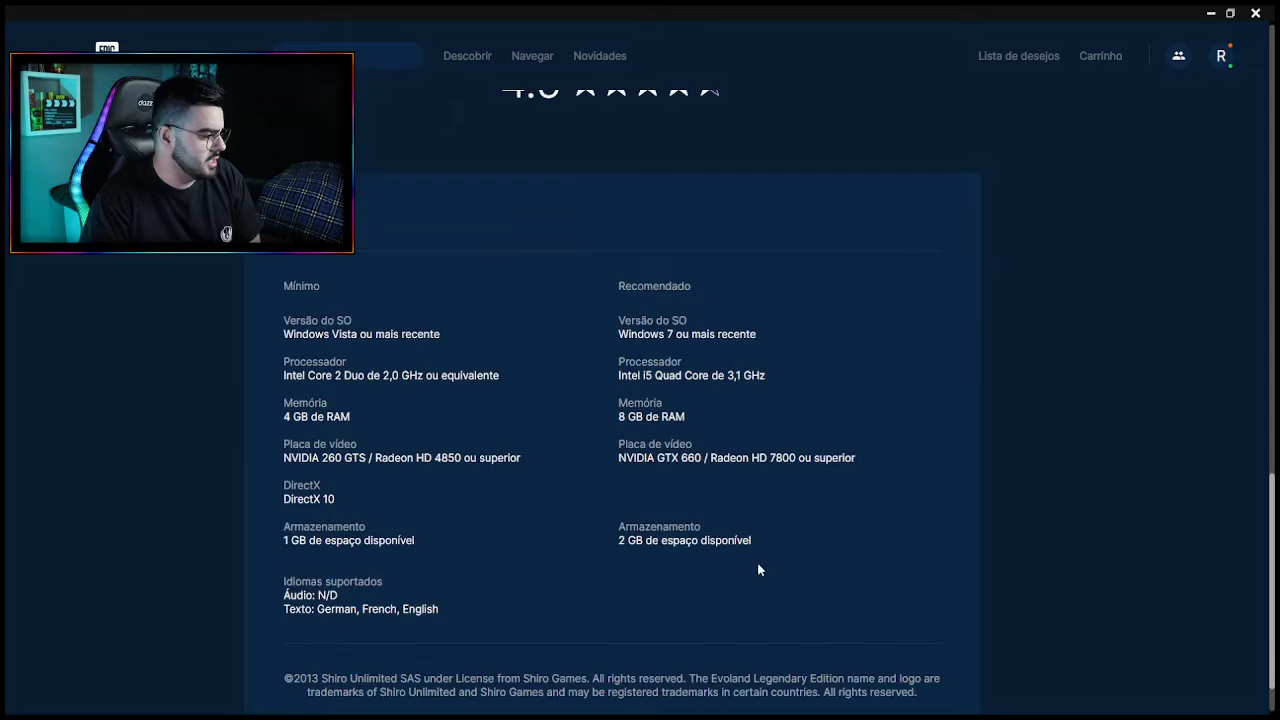 EPIC
Descobrir Navegar Novidades Lista de desejos Carrinho R
4.6
dazz
Mínimo
Recomendado
Versão do SO
Windows Vista ou mais recente
Versão do SO
Windows 7 ou mais recente
Processador
Intel Core 2 Duo de 2,0 GHz ou equivalente
Processador
Intel i5 Quad Core de 3,1 GHz
Memória
4 GB de RAM
Memória
8 GB de RAM
Placa de vídeo
NVIDIA 260 GTS / Radeon HD 4850 ou superior
Placa de vídeo
NVIDIA GTX 660 / Radeon HD 7800 ou superior
DirectX
DirectX 10
Armazenamento
1 GB de espaço disponível
Armazenamento
2 GB de espaço disponível
Idiomas suportados
Áudio: N/D
Texto: German, French, English
©2013 Shiro Unlimited SAS under License from Shiro Games. All rights reserved. The Evoland Legendary Edition name and logo are
trademarks of Shiro Unlimited and Shiro Games and may be registered trademarks in certain countries. All rights reserved.